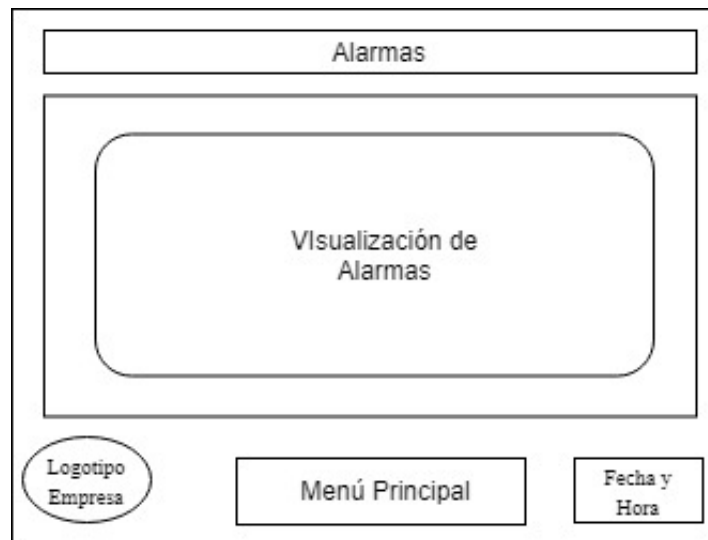 Alarmas
VIsualización de
Alarmas
Logotipo
Empresa
Menú Principal
Fecha y
Hora